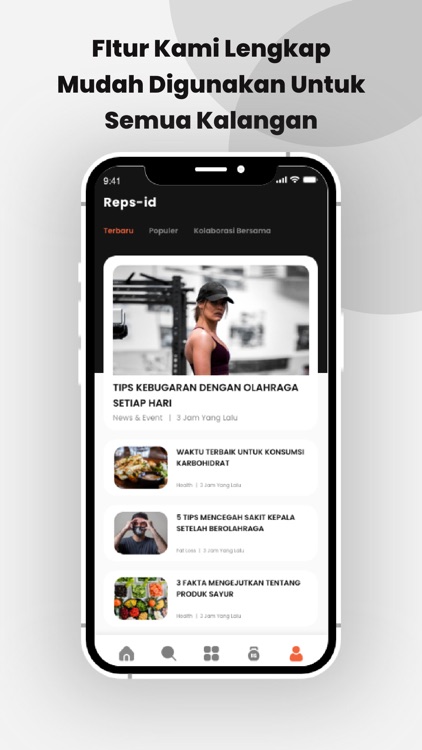 FItur Kami Lengkap
Mudah Digunakan Untuk
Semua Kalangan
9:41
Reps-id
Terbaru Populer Kolaborasi Bersama
TIPS KEBUGARAN DENGAN OLAHRAGA
SETIAP HARI
News & Event | 3 Jam Yang Lalu
WAKTU TERBAIK UNTUK KONSUMSI
KARBOHIDRAT
Health | 3 Jam Yang Lalu
5 TIPS MENCEGAH SAKIT KEPALA
SETELAH BEROLAHRAGA
Fat Loss | 3 Jam Yang Lalu
3 FAKTA MENGEJUTKAN TENTANG
PRODUK SAYUR
Health | 3 Jam Yang Lalu